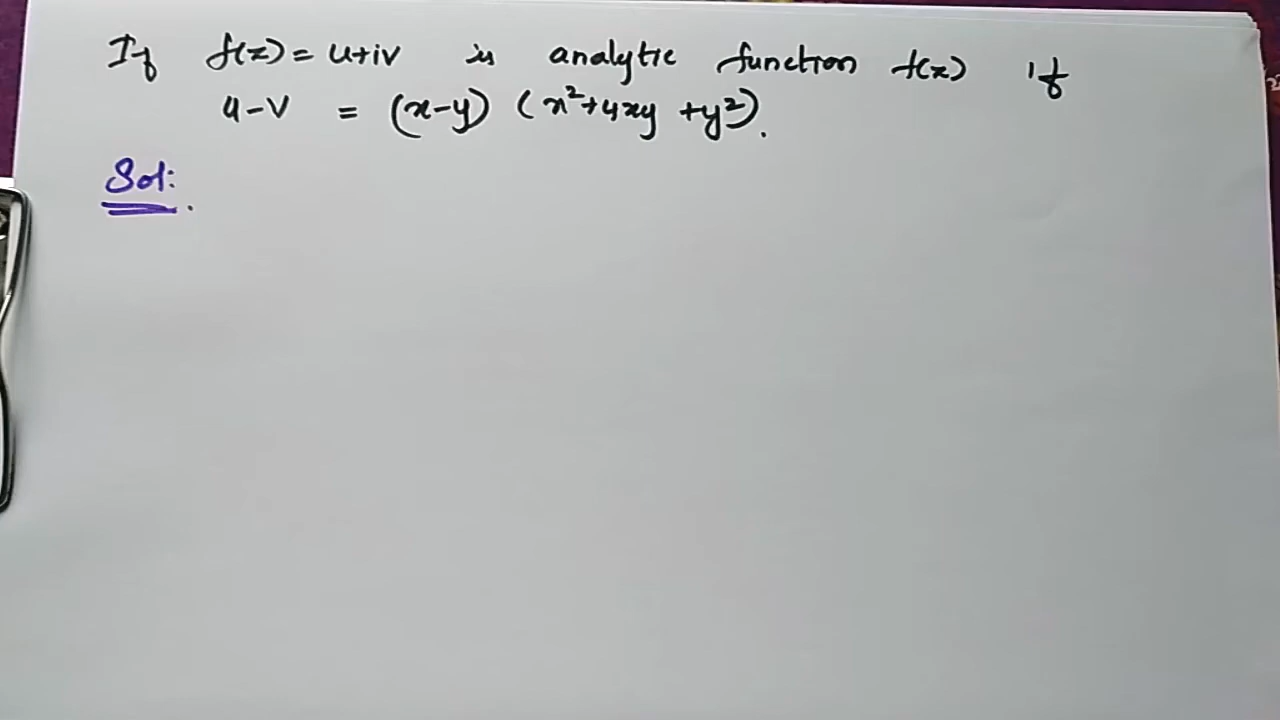 If f(z) = u+iv is analytic function f(z) if
u-v = (x-y) (x²+4xy+y²).
Sol: